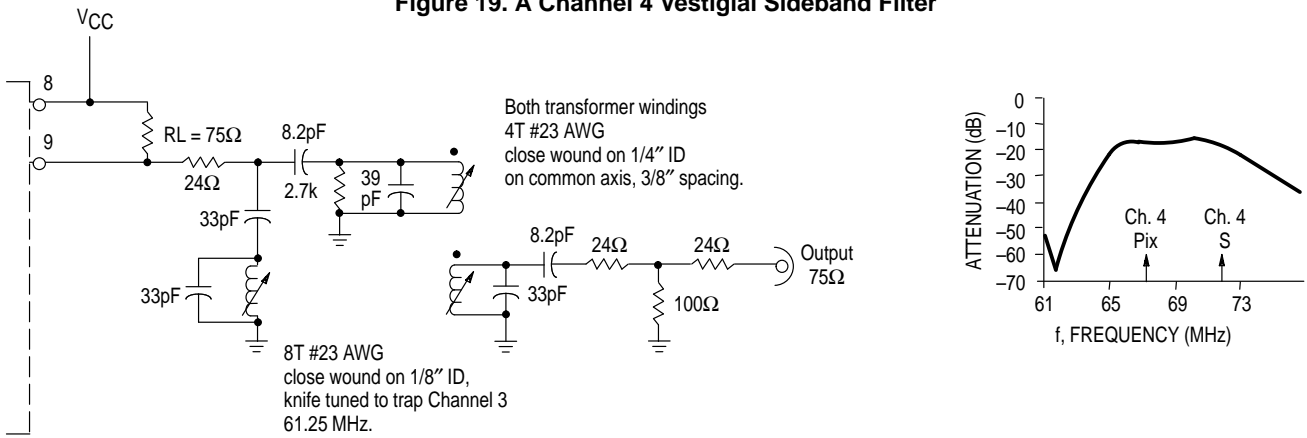 Figure 19. A Channel 4 Vestigial Sideband Filter
VCC
8
9
RL = 75Ω
24Ω
8.2pF
2.7k
39
pF
33pF
33pF
8T #23 AWG
close wound on 1/8″ ID,
knife tuned to trap Channel 3
61.25 MHz.
Both transformer windings
4T #23 AWG
close wound on 1/4″ ID
on common axis, 3/8″ spacing.
8.2pF
24Ω
24Ω
33pF
100Ω
Output
75Ω
ATTENUATION (dB)
0
–10
–20
–30
–40
–50
–60
–70
Ch. 4
Pix
Ch. 4
S
61
65
69
73
f, FREQUENCY (MHz)